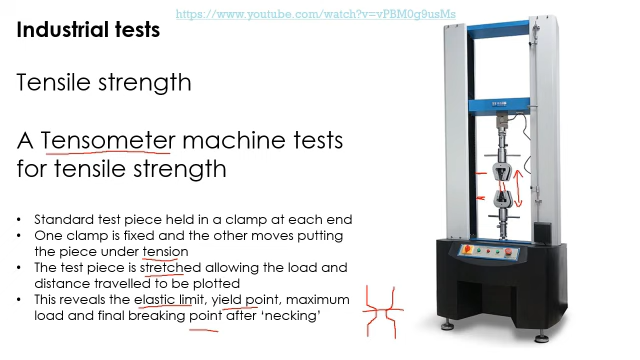 https://www.youtube.com/watch?v=vPBM0g9usMs
Industrial tests
Tensile strength
A Tensometer machine tests
for tensile strength
• Standard test piece held in a clamp at each end
• One clamp is fixed and the other moves putting
the piece under tension
• The test piece is stretched allowing the load and
distance travelled to be plotted
• This reveals the elastic limit, yield point, maximum
load and final breaking point after ‘necking’